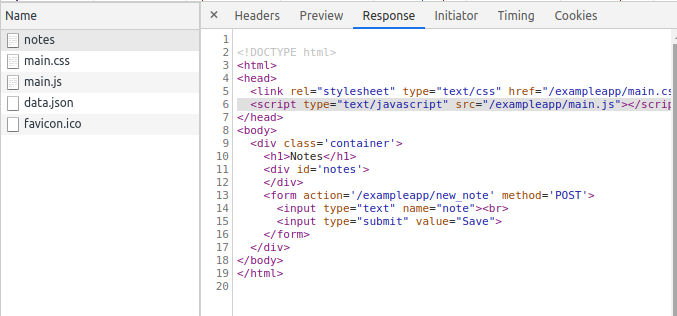 Name
notes
main.css
main.js
data.json
favicon.ico
× Headers Preview Response Initiator Timing Cookies
1
2 <!DOCTYPE html>
3 <html>
4 <head>
5   <link rel="stylesheet" type="text/css" href="/exampleapp/main.cs
6   <script type="text/javascript" src="/exampleapp/main.js"></scrip
7 </head>
8 <body>
9   <div class='container'>
10     <h1>Notes</h1>
11     <div id='notes'>
12     </div>
13     <form action='/exampleapp/new_note' method='POST'>
14       <input type="text" name="note"><br>
15       <input type="submit" value="Save">
16     </form>
17   </div>
18 </body>
19 </html>
20